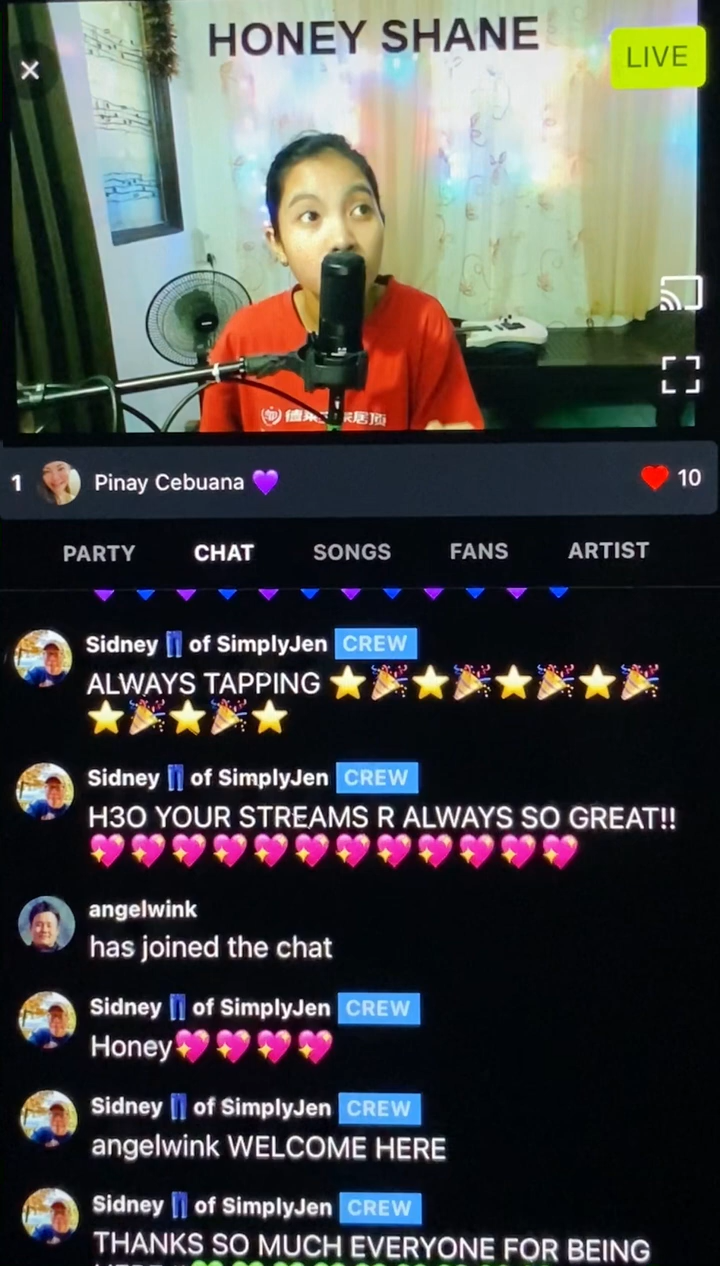 HONEY SHANE
LIVE
1 Pinay Cebuana 💜 ❤️ 10
PARTY CHAT SONGS FANS ARTIST
Sidney 👖 of SimplyJen CREW
ALWAYS TAPPING ⭐🎉⭐🎉⭐🎉⭐🎉
⭐🎉⭐🎉⭐
Sidney 👖 of SimplyJen CREW
H3O YOUR STREAMS R ALWAYS SO GREAT!!
💖💖💖💖💖💖💖💖💖💖💖💖
angelwink
has joined the chat
Sidney 👖 of SimplyJen CREW
Honey💖💖💖💖
Sidney 👖 of SimplyJen CREW
angelwink WELCOME HERE
Sidney 👖 of SimplyJen CREW
THANKS SO MUCH EVERYONE FOR BEING